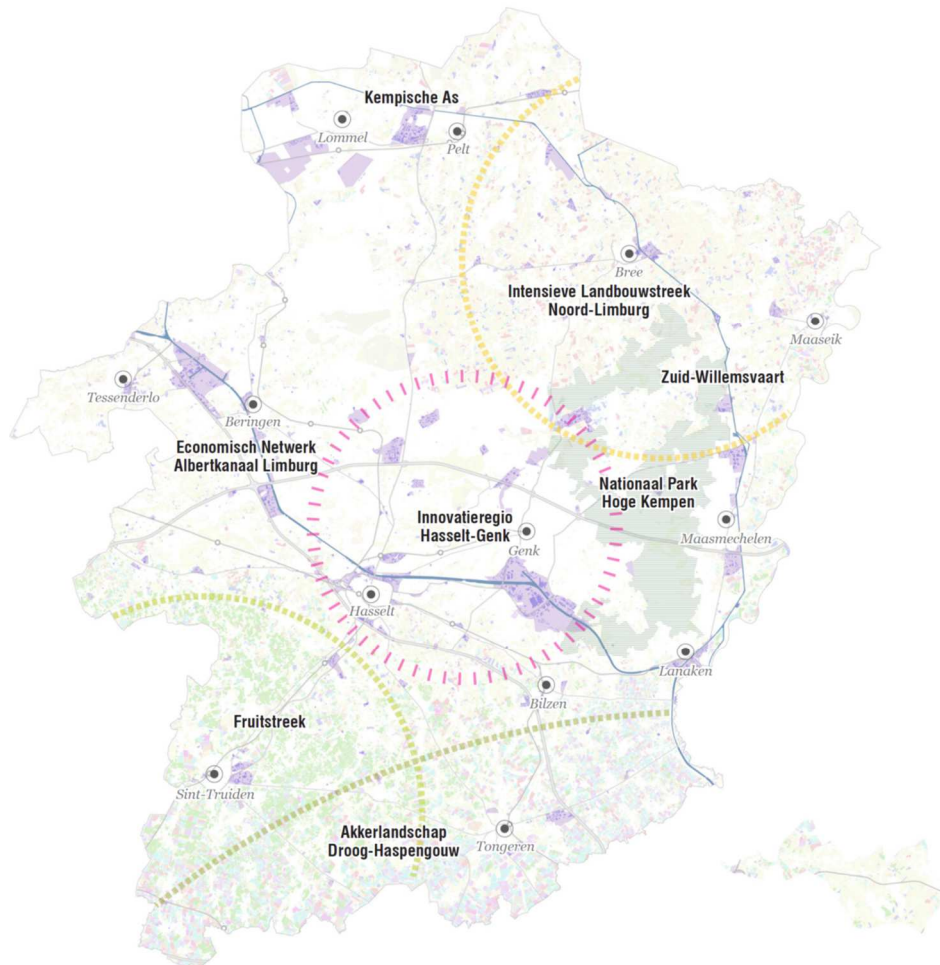 Kempische As
Lommel
Pelt
Bree
Intensieve Landbouwstreek
Noord-Limburg
Maaseik
Zuid-Willemsvaart
Tessenderlo
Beringen
Economisch Netwerk
Albertkanaal Limburg
Nationaal Park
Hoge Kempen
Innovatieregio
Hasselt-Genk
Genk
Maasmechelen
Hasselt
Lanaken
Bilzen
Fruitstreek
Sint-Truiden
Akkerlandschap
Droog-Haspengouw
Tongeren